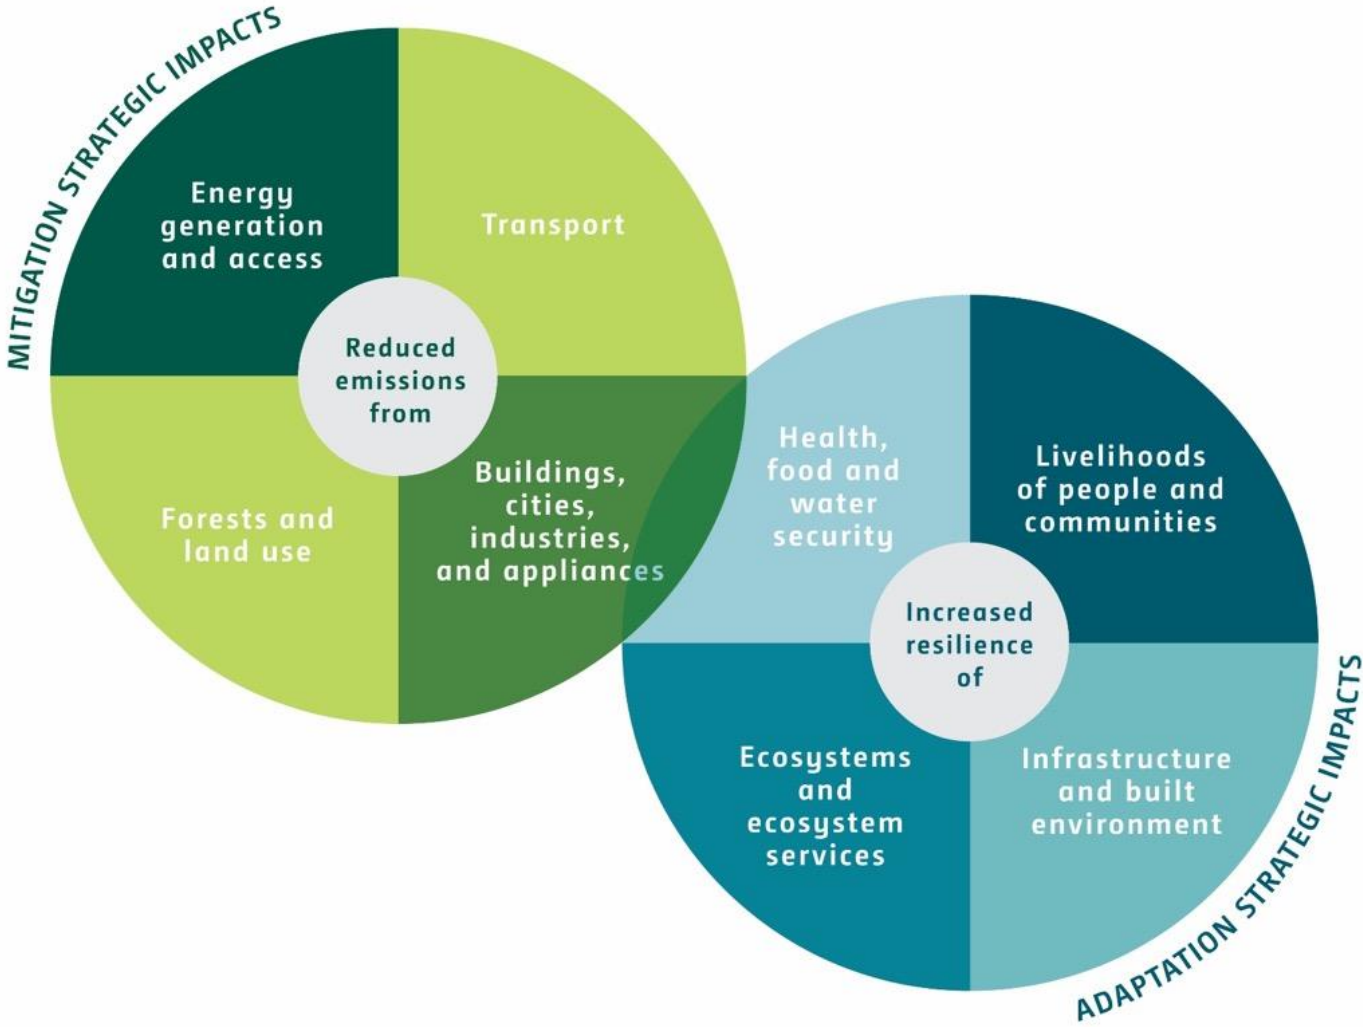 MITIGATION STRATEGIC IMPACTS
Energy
generation
and access
Transport
Reduced
emissions
from
Forests and
land use
Buildings,
cities,
industries,
and appliances
Health,
food and
water
security
Livelihoods
of people and
communities
Increased
resilience
of
Ecosystems
and
ecosystem
services
Infrastructure
and built
environment
ADAPTATION STRATEGIC IMPACTS